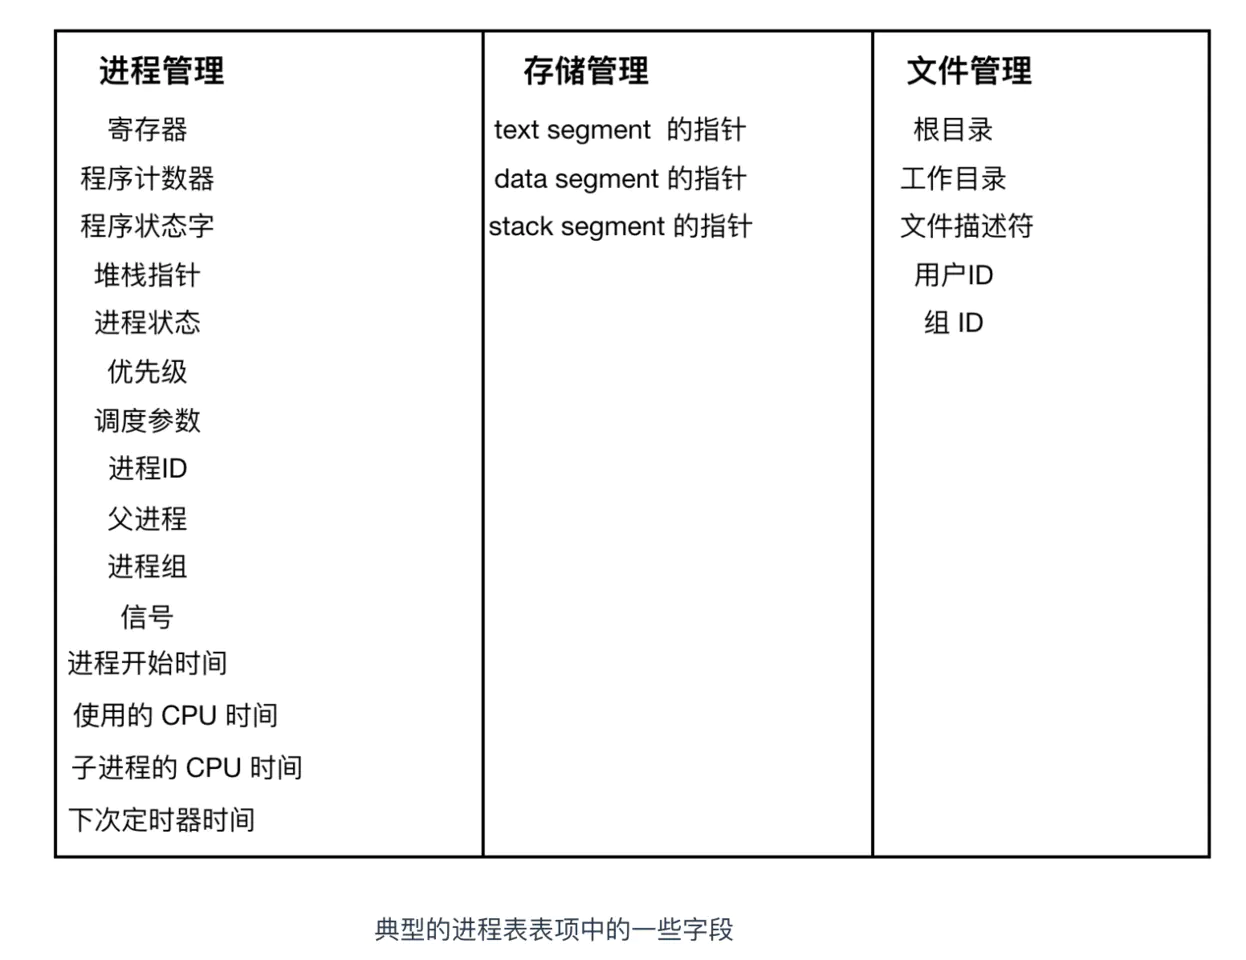 进程管理
寄存器
程序计数器
程序状态字
堆栈指针
进程状态
优先级
调度参数
进程ID
父进程
进程组
信号
进程开始时间
使用的 CPU 时间
子进程的 CPU 时间
下次定时器时间
存储管理
text segment 的指针
data segment 的指针
stack segment 的指针
文件管理
根目录
工作目录
文件描述符
用户ID
组 ID
典型的进程表表项中的一些字段